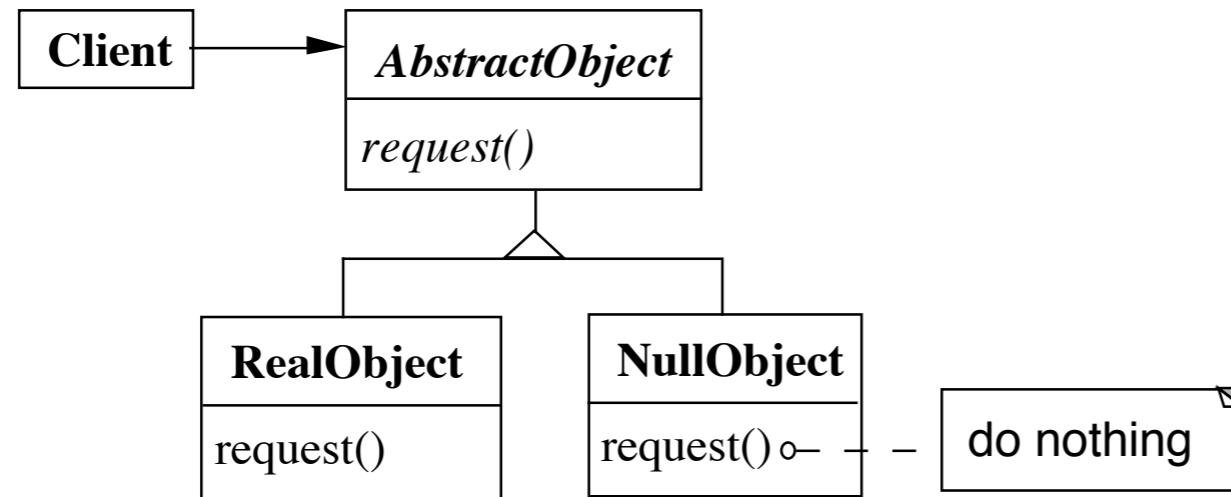 Client
AbstractObject
request()
RealObject
request()
NullObject
request()
do nothing